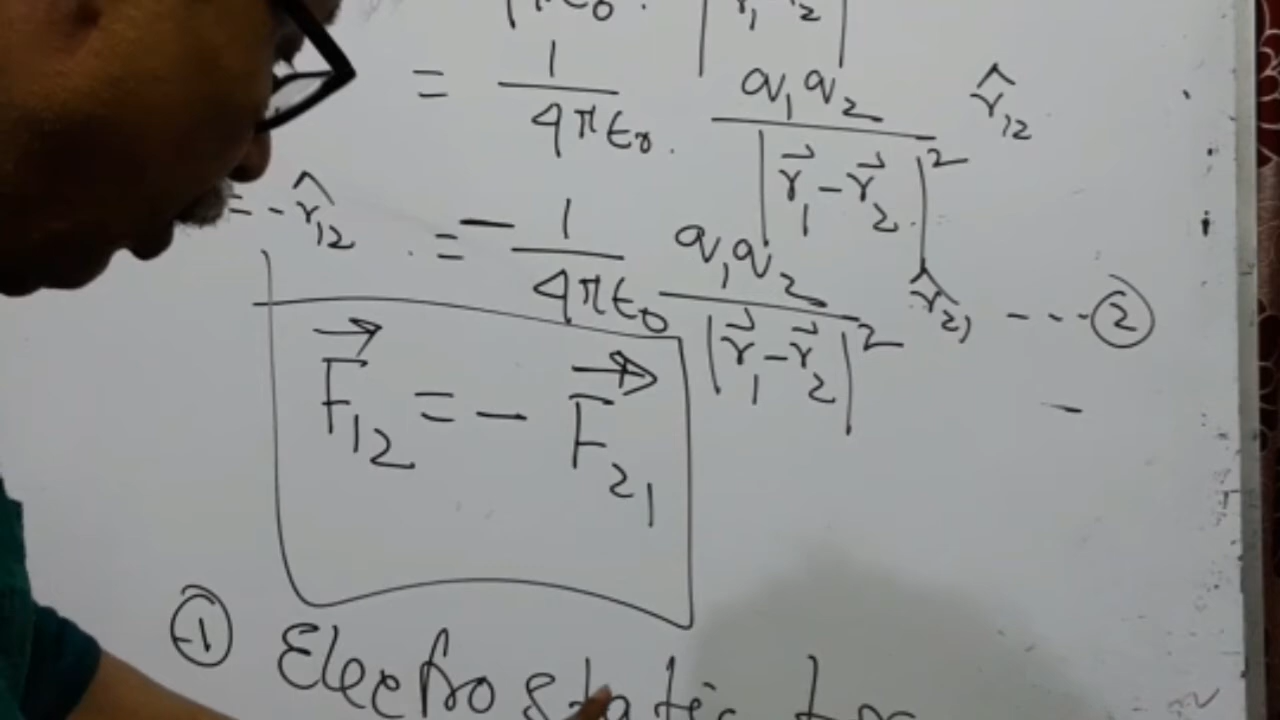 = 1/4πε₀. q₁q₂/|r⃗₁-r⃗₂|² r̂₁₂
= -r̂₁₂ = - 1/4πε₀ q₁q₂/|r⃗₁-r⃗₂|² r̂₂₁ --- ②
F⃗₁₂ = - F⃗₂₁
① Electrostatic